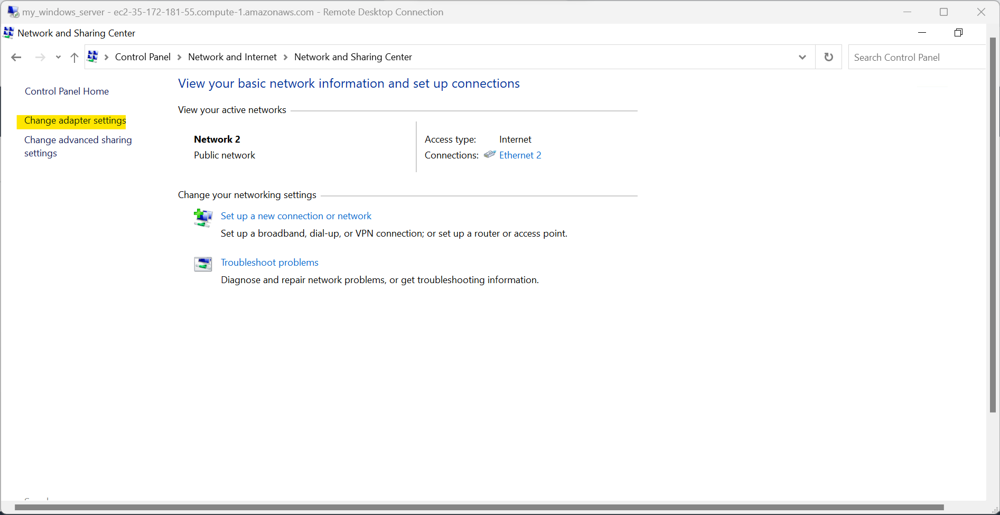 my_windows_server - ec2-35-172-181-55.compute-1.amazonaws.com - Remote Desktop Connection
Network and Sharing Center
Control Panel > Network and Internet > Network and Sharing Center
Search Control Panel
Control Panel Home
Change adapter settings
Change advanced sharing
settings
View your basic network information and set up connections
View your active networks
Network 2
Public network
Access type: Internet
Connections: Ethernet 2
Change your networking settings
Set up a new connection or network
Set up a broadband, dial-up, or VPN connection; or set up a router or access point.
Troubleshoot problems
Diagnose and repair network problems, or get troubleshooting information.